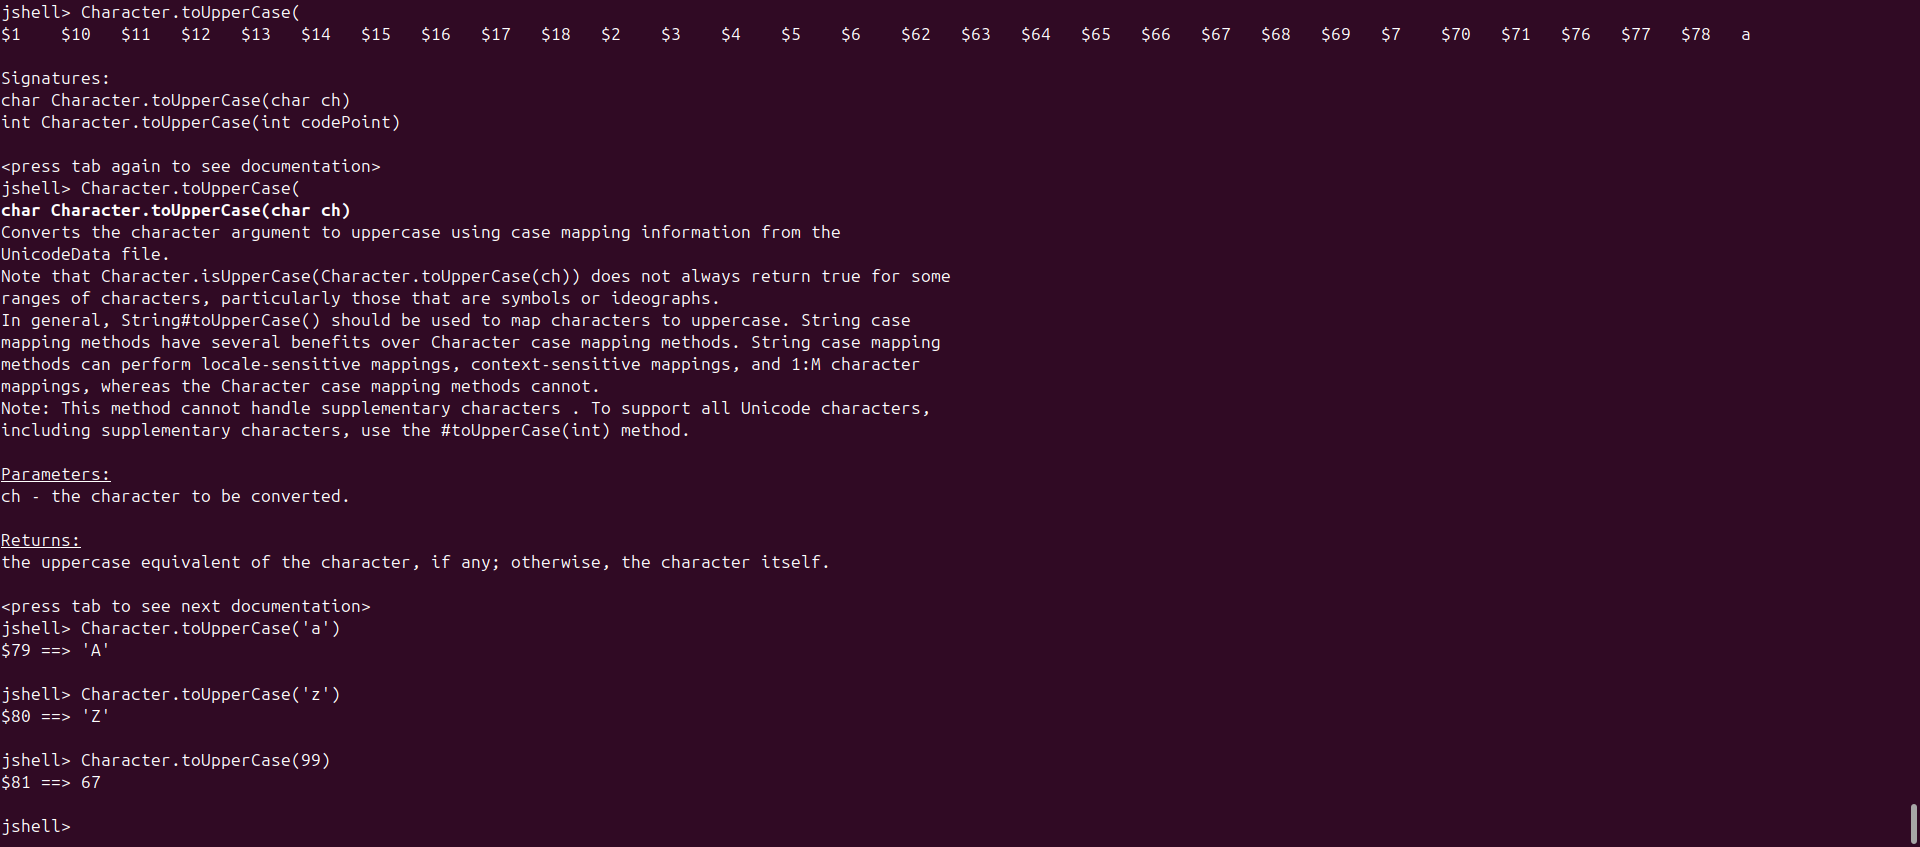 jshell> Character.toUpperCase(
$1    $10   $11   $12   $13   $14   $15   $16   $17   $18   $2    $3    $4    $5    $6    $62   $63   $64   $65   $66   $67   $68   $69   $7    $70   $71   $76   $77   $78   a
Signatures:
char Character.toUpperCase(char ch)
int Character.toUpperCase(int codePoint)
<press tab again to see documentation>
jshell> Character.toUpperCase(
char Character.toUpperCase(char ch)
Converts the character argument to uppercase using case mapping information from the
UnicodeData file.
Note that Character.isUpperCase(Character.toUpperCase(ch)) does not always return true for some
ranges of characters, particularly those that are symbols or ideographs.
In general, String#toUpperCase() should be used to map characters to uppercase. String case
mapping methods have several benefits over Character case mapping methods. String case mapping
methods can perform locale-sensitive mappings, context-sensitive mappings, and 1:M character
mappings, whereas the Character case mapping methods cannot.
Note: This method cannot handle supplementary characters . To support all Unicode characters,
including supplementary characters, use the #toUpperCase(int) method.
Parameters:
ch - the character to be converted.
Returns:
the uppercase equivalent of the character, if any; otherwise, the character itself.
<press tab to see next documentation>
jshell> Character.toUpperCase('a')
$79 ==> 'A'
jshell> Character.toUpperCase('z')
$80 ==> 'Z'
jshell> Character.toUpperCase(99)
$81 ==> 67
jshell>